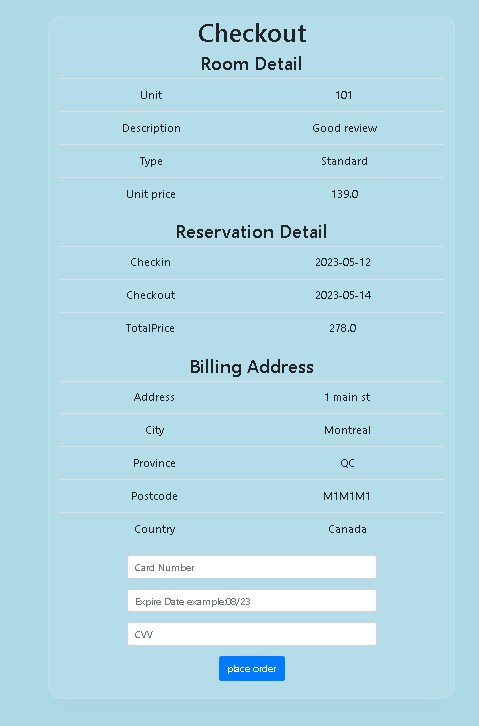 Checkout
Room Detail
Unit 101
Description Good review
Type Standard
Unit price 139.0
Reservation Detail
Checkin 2023-05-12
Checkout 2023-05-14
TotalPrice 278.0
Billing Address
Address 1 main st
City Montreal
Province QC
Postcode M1M1M1
Country Canada
Card Number
Expire Date example:08/23
CVV
place order